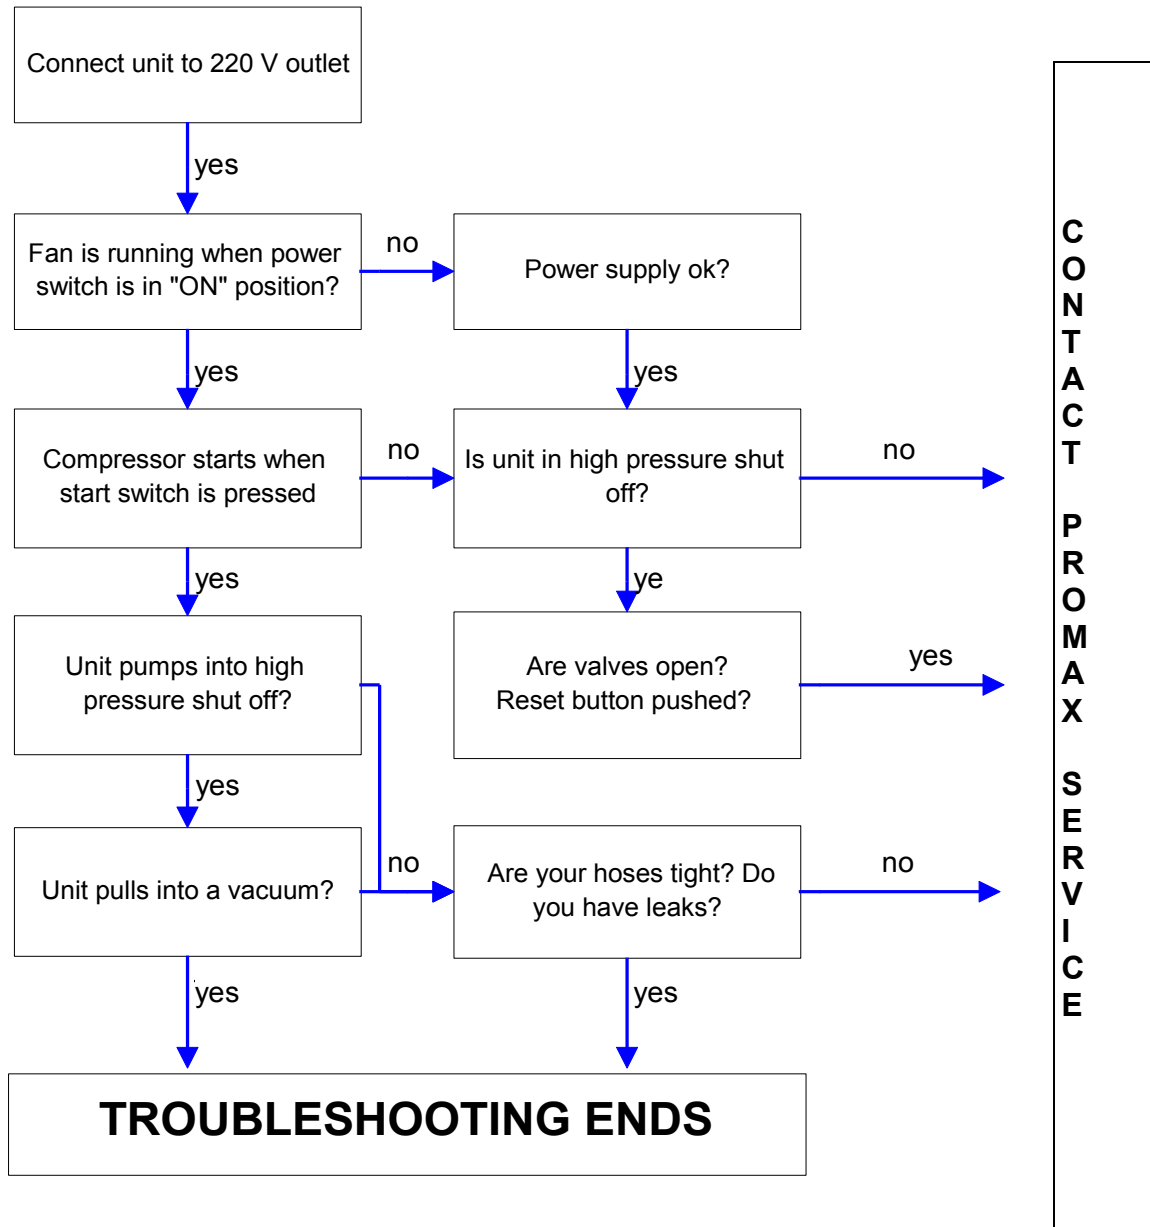 Connect unit to 220 V outlet
yes
Fan is running when power
switch is in "ON" position?
no
Power supply ok?
yes
yes
Compressor starts when
start switch is pressed
no
Is unit in high pressure shut
off?
no
yes
ye
Unit pumps into high
pressure shut off?
Are valves open?
Reset button pushed?
yes
yes
Unit pulls into a vacuum?
no
Are your hoses tight? Do
you have leaks?
no
yes
yes
TROUBLESHOOTING ENDS
CONTACT PROMAX SERVICE